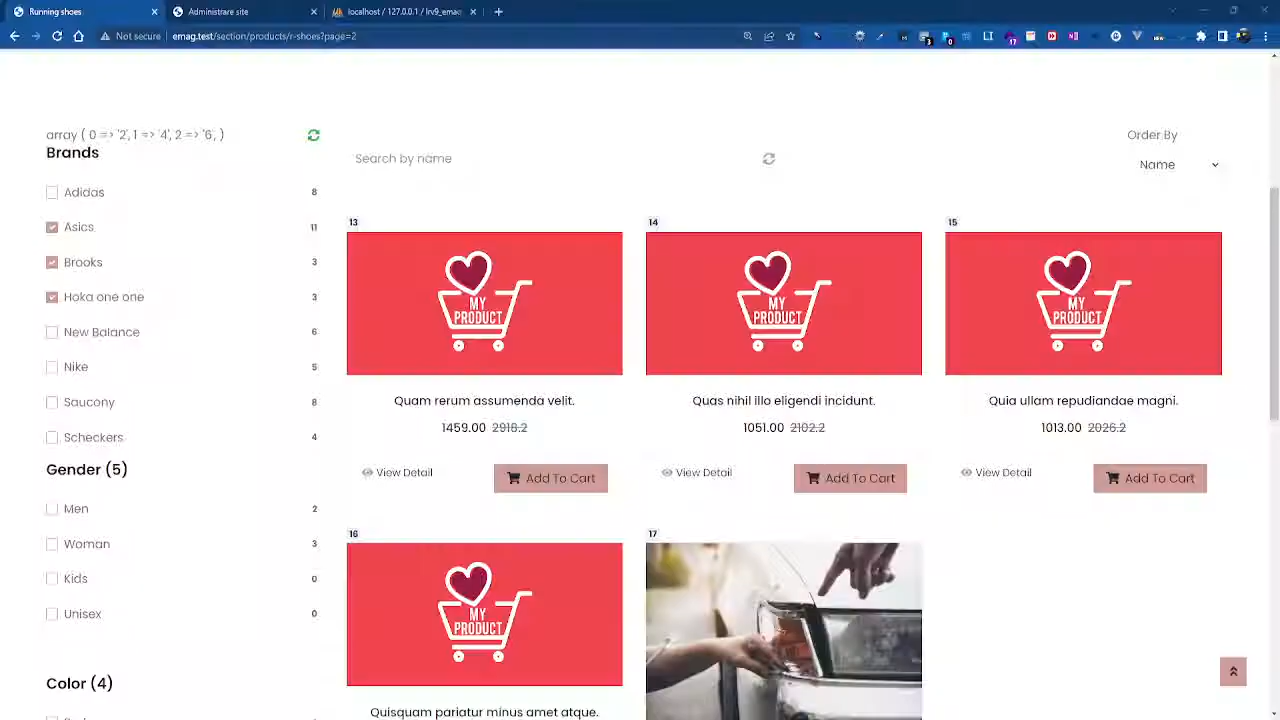 Running shoes
Administrare site
localhost / 127.0.0.1 / lrv9_emag
Not secure
emag.test/section/products/r-shoes?page=2
array ( 0 => '2', 1 => '4', 2 => '6', )
Order By
Brands
Search by name
Name
Adidas 8
Asics 11
Brooks 3
Hoka one one 3
New Balance 6
Nike 5
Saucony 8
Scheckers 4
Gender (5)
Men 2
Woman 3
Kids 0
Unisex 0
Color (4)
13
MY
PRODUCT
Quam rerum assumenda velit.
1459.00 2918.2
View Detail
Add To Cart
14
MY
PRODUCT
Quas nihil illo eligendi incidunt.
1051.00 2102.2
View Detail
Add To Cart
15
MY
PRODUCT
Quia ullam repudiandae magni.
1013.00 2026.2
View Detail
Add To Cart
16
MY
PRODUCT
Quisquam pariatur minus amet atque.
17